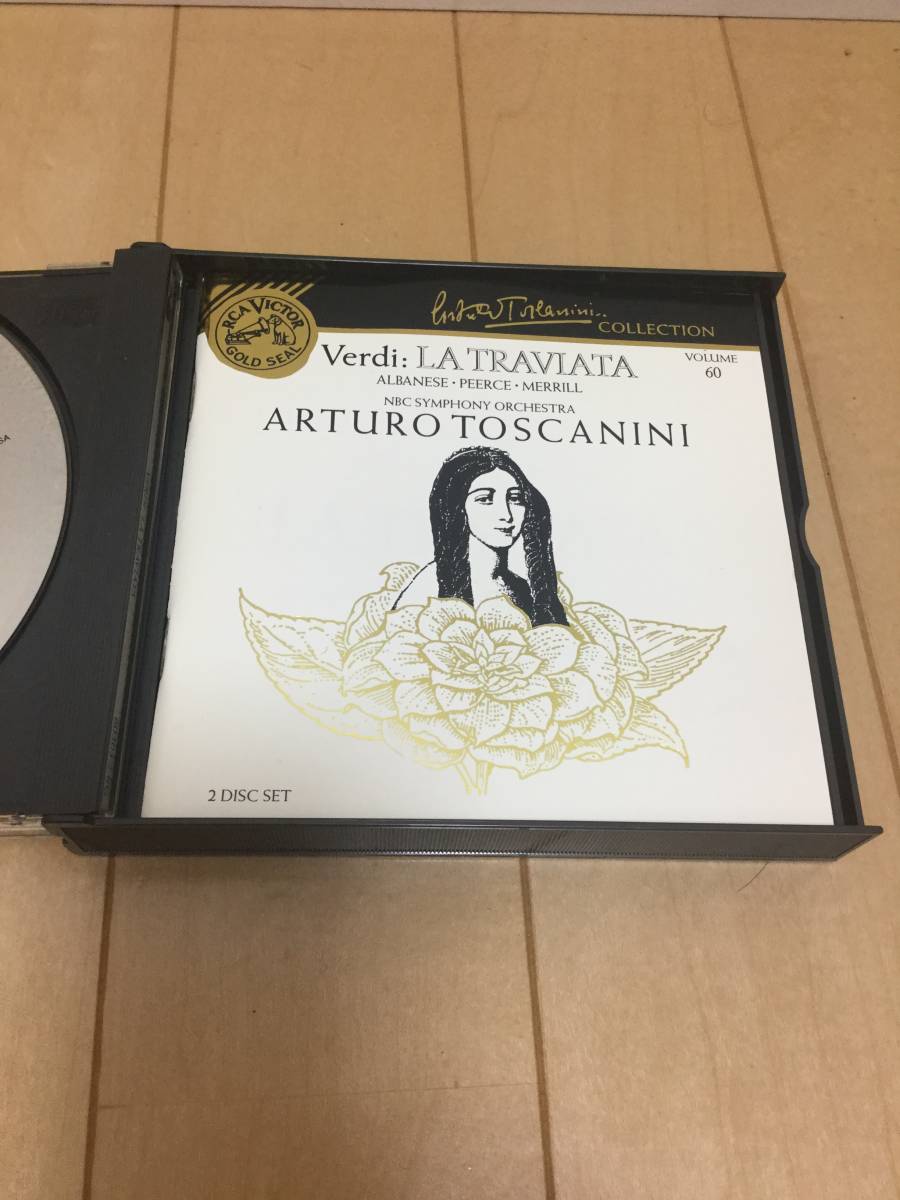 RCA VICTOR
GOLD SEAL
Arturo Toscanini
COLLECTION
Verdi: LA TRAVIATA
VOLUME
60
ALBANESE · PEERCE · MERRILL
NBC SYMPHONY ORCHESTRA
ARTURO TOSCANINI
2 DISC SET